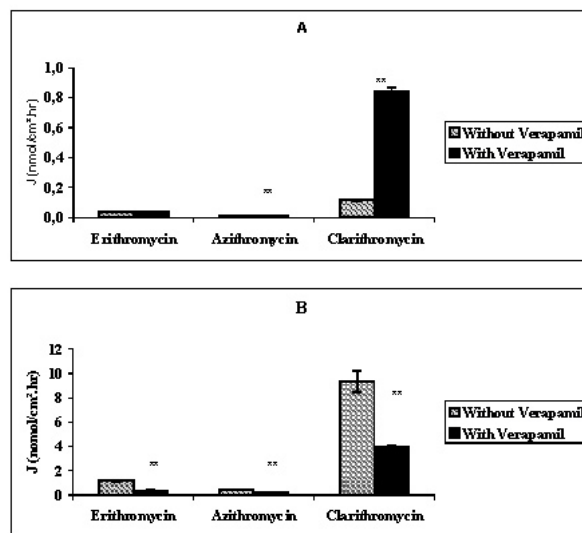 A
J (nmol/cm².hr)
1,0
0,8
0,6
0,4
0,2
0,0
**
**
Erithromycin Azithromycin Clarithromycin
Without Verapamil
With Verapamil
B
J (nomol/cm².hr)
12
10
8
6
4
2
0
** ** **
Erithromycin Azithromycin Clarithromycin
Without Verapamil
With Verapamil